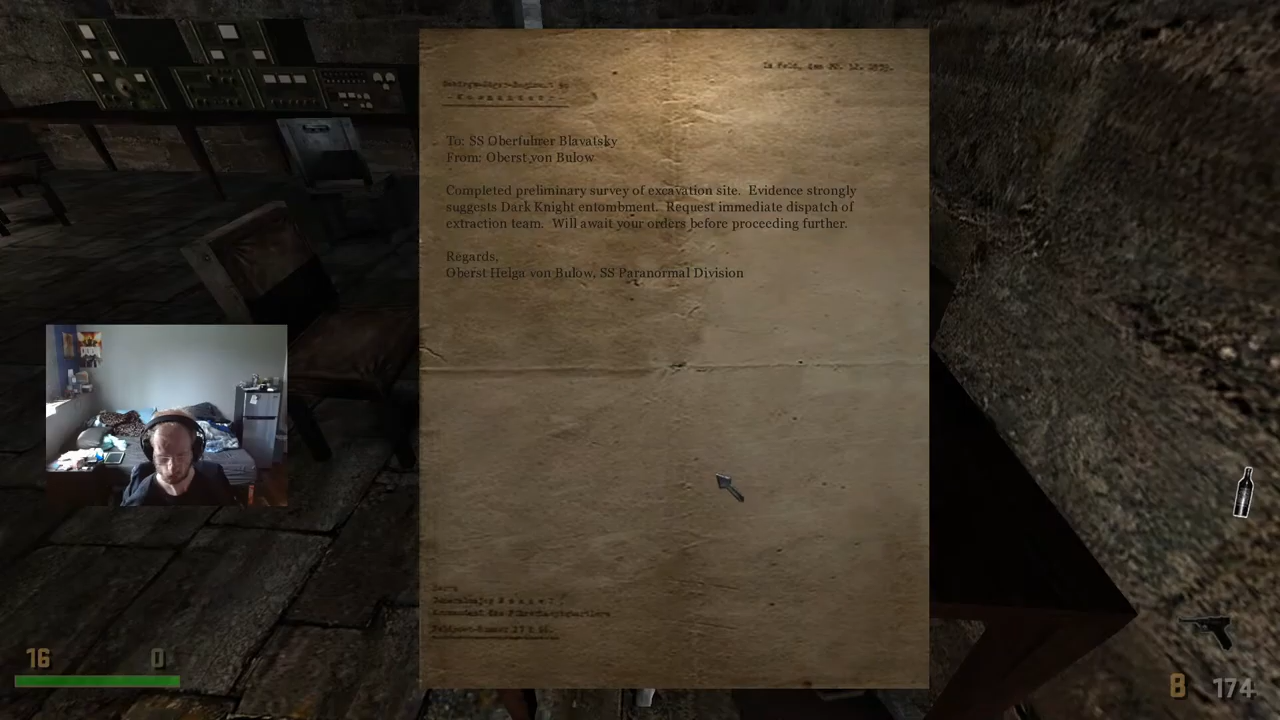 To: SS Oberfuhrer Blavatsky
From: Oberst von Bulow
Completed preliminary survey of excavation site. Evidence strongly
suggests Dark Knight entombment. Request immediate dispatch of
extraction team. Will await your orders before proceeding further.
Regards,
Oberst Helga von Bulow, SS Paranormal Division
16 0
8 174